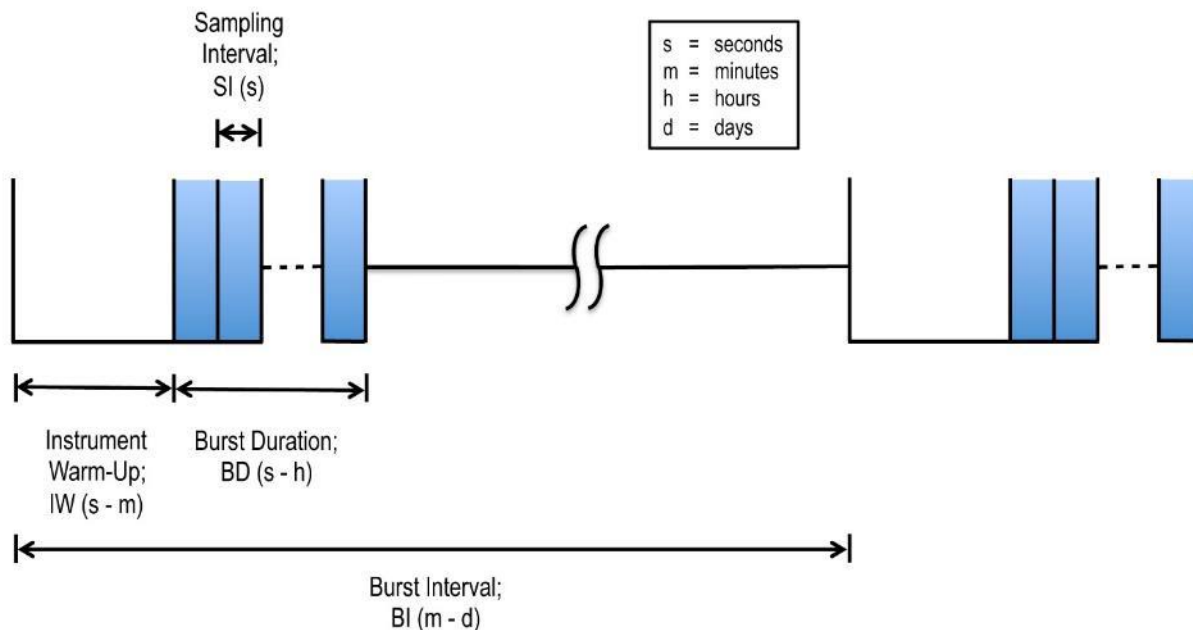 Sampling
Interval;
SI (s)
s = seconds
m = minutes
h = hours
d = days
Instrument
Warm-Up;
IW (s - m)
Burst Duration;
BD (s - h)
Burst Interval;
BI (m - d)